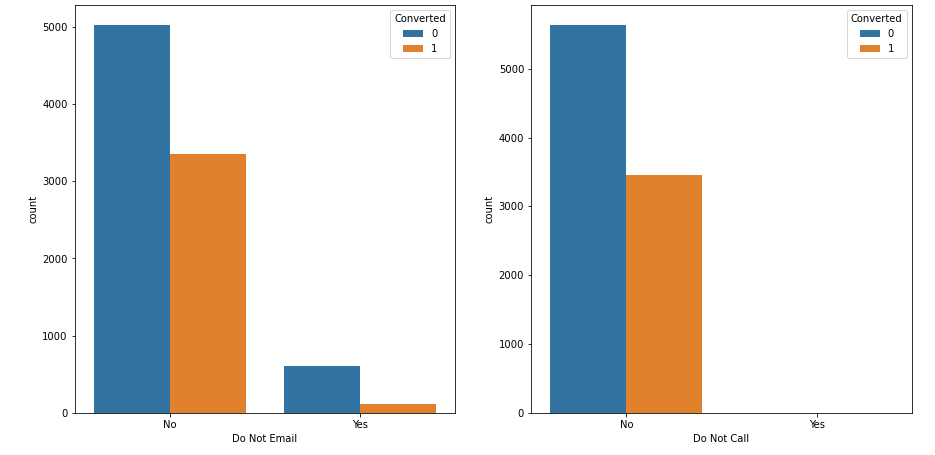 Converted
0
1
5000
4000
3000
2000
1000
0
count
No
Yes
Do Not Email
Converted
0
1
5000
4000
3000
2000
1000
0
count
No
Yes
Do Not Call